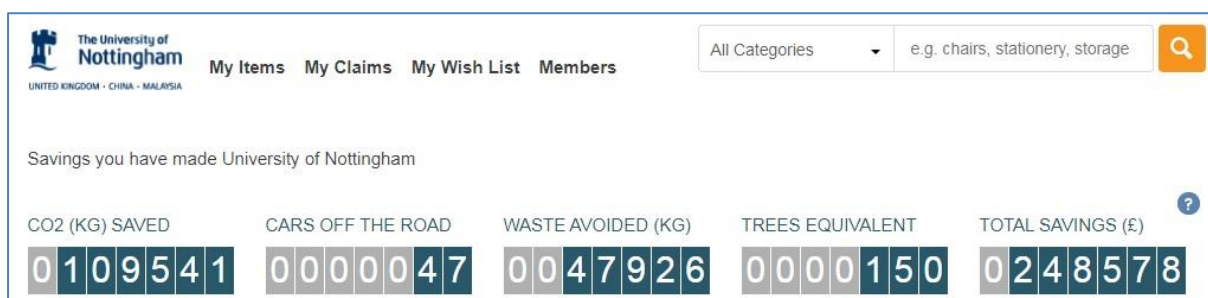 The University of
Nottingham
UNITED KINGDOM · CHINA · MALAYSIA
My Items My Claims My Wish List Members
All Categories
e.g. chairs, stationery, storage
Savings you have made University of Nottingham
?
CO2 (KG) SAVED CARS OFF THE ROAD WASTE AVOIDED (KG) TREES EQUIVALENT TOTAL SAVINGS (£)
0109541 0000047 0047926 0000150 0248578